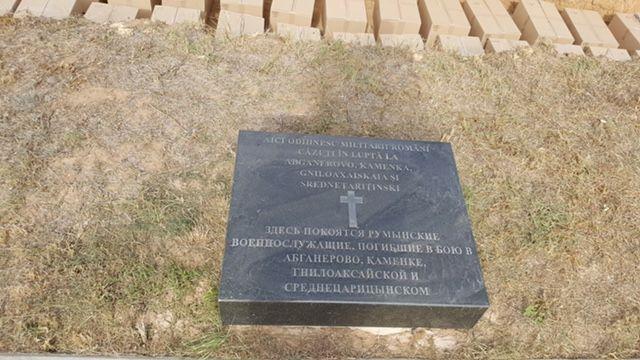 AICI ODIHNESC MILITARII ROMÂNI
CĂZUȚI ÎN LUPTĂ LA
ABGANEROVO, KAMENKA,
GNILOAXAISKAIA ȘI
SREDNETARIȚINSKI
ЗДЕСЬ ПОКОЯТСЯ РУМЫНСКИЕ
ВОЕННОСЛУЖАЩИЕ, ПОГИБШИЕ В БОЮ В
АБГАНЕРОВО, КАМЕНКЕ,
ГНИЛОАКСАЙСКОЙ И
СРЕДНЕЦАРИЦЫНСКОМ